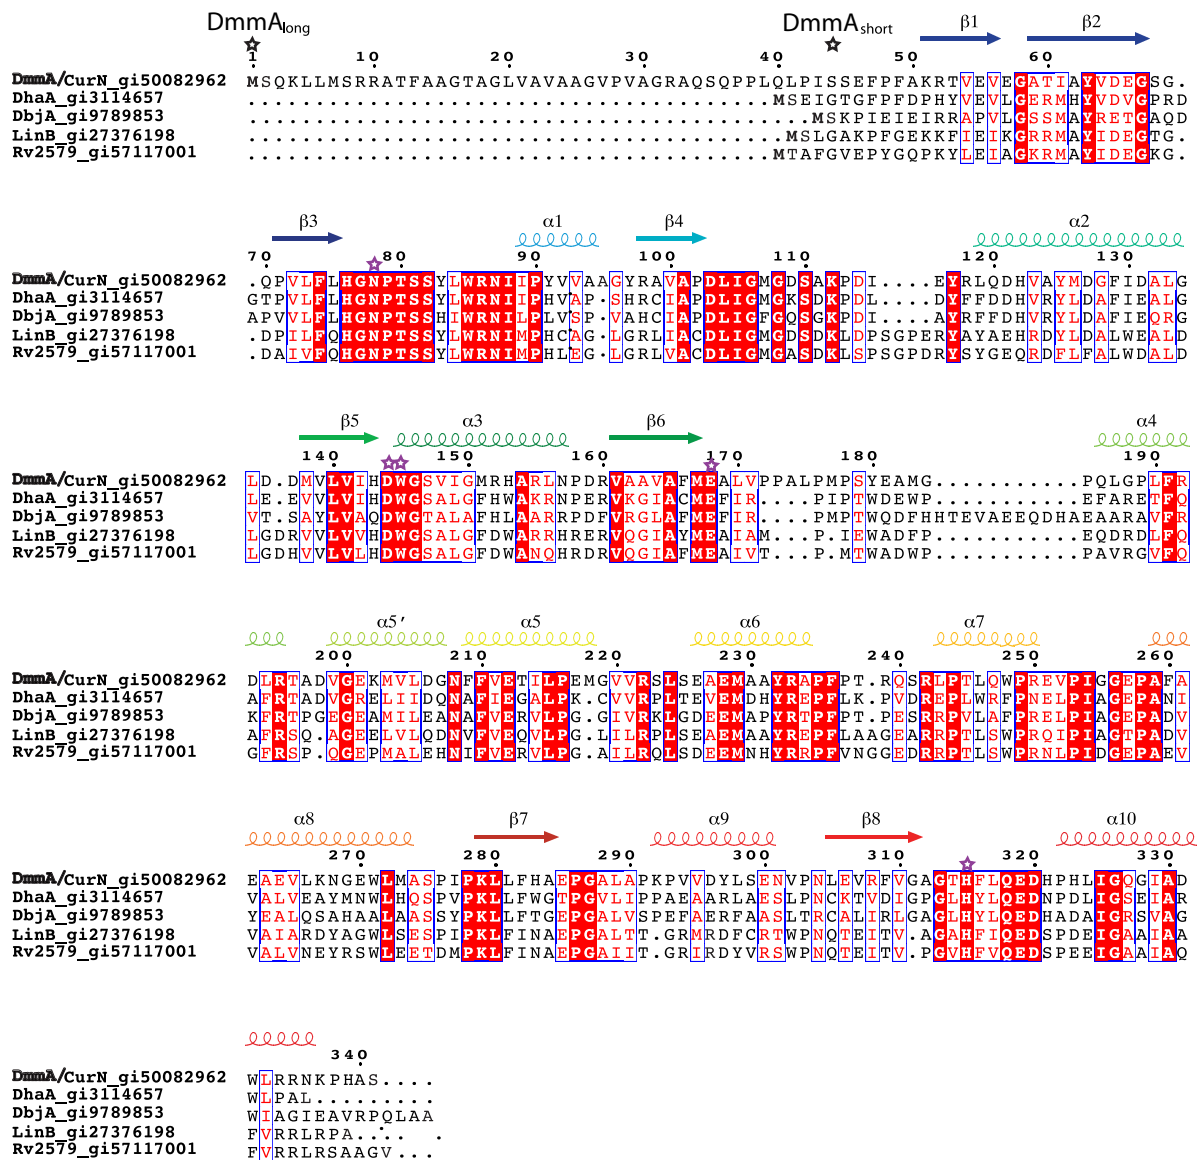 DmmA long DmmA short β1 β2
1 10 20 30 40 50 60
DmmA/CurN_gi50082962 MSQKLLMSRRATFAAGTAGLVAVAAGVPVAGRAQSQPPLQLPISSEFPFAKRTVEVEGATIAYVDEGSG.
DhaA_gi3114657 .......................................MSEIGTGFPFDPHYVEVLGERMHYVDVGPRD
DbjA_gi9789853 ..........................................MSKPIEIEIRRAPVLGSSMAYRETGAQD
LinB_gi27376198 ........................................MSLGAKPFGEKKFIEIKGRRMAYIDEGTG.
Rv2579_gi57117001 .......................................MTAFGVEPYGQPKYLEIAGKRMAYIDEGKG.
β3 α1 β4 α2
70 80 90 100 110 120 130
DmmA/CurN_gi50082962 .QPVLFLHGNPTSSYLWRNIIPYVVAAGYRAVAPDLIGMGDSAKPDI....EYRLQDHVAYMDGFIDALG
DhaA_gi3114657 GTPVLFLHGNPTSSYLWRNIIPHVAP.SHRCIAPDLIGMGKSDKPDL....DYFFDDHVRYLDAFIEALG
DbjA_gi9789853 APVVLFLHGNPTSSHIWRNILPLVSP.VAHCIAPDLIGFGQSGKPDI....AYRFFDHVRYLDAFIEQRG
LinB_gi27376198 .DPILFQHGNPTSSYLWRNIMPHCAG.LGRLIACDLIGMGDSDKLDPSGPERYAYAEHRDYLDALWEALD
Rv2579_gi57117001 .DAIVFQHGNPTSSYLWRNIMPHLEG.LGRLVACDLIGMGASDKLSPSGPDRYSYGEQRDFLFALWDALD
β5 α3 β6 α4
140 150 160 170 180 190
DmmA/CurN_gi50082962 LD.DMVLVIHDWGSVIGMRHARLNPDRVAAVAFMEALVPPALPMPSYEAMG...........PQLGPLFR
DhaA_gi3114657 LE.EVVLVIHDWGSALGFHWAKRNPERVKGIACMEFIR....PIPTWDEWP...........EFARETFQ
DbjA_gi9789853 VT.SAYLVAQDWGTALAFHLAARRPDFVRGLAFMEFIR....PMPTWQDFHHTEVAEEQDHAEAARAVFR
LinB_gi27376198 LGDRVVLVVHDWGSALGFDWARRHRERVQGIAYMEAIAM...P.IEWADWP...........EQDRDLFQ
Rv2579_gi57117001 LGDHVVLVLHDWGSALGFDWANQHRDRVQGIAFMEAIVT...P.MTWADWP...........PAVRGVFQ
α5′ α5 α6 α7
200 210 220 230 240 250 260
DmmA/CurN_gi50082962 DLRTADVGEKMVLDGNFFVETILPEMGVVRSLSEAEMAAYRAPFPT.RQSRLPTLQWPREVPIGGEPAFA
DhaA_gi3114657 AFRTADVGRELIIDQNAFIEGALPK.CVVRPLTEVEMDHYREPFLKPVDREPLWRFPNELPIAGEPANI
DbjA_gi9789853 KFRTPGEGEAMILEANAFVERVLPG.GIVRKLGDEEMAPYRTPFPT.PESRRPVLAFPRELPIAGEPADV
LinB_gi27376198 AFRSQ.AGEELVLQDNVFVEQVLPG.LILRPLSEAEMAAYREPFLAAGEARRPTLSWPRQIPIAGTPADV
Rv2579_gi57117001 GFRSP.QGEPMALEHNIFVERVLPG.AILRQLSDEEMNHYRRPFVNGGEDRRPTLSWPRNLPIDGEPAEV
α8 β7 α9 β8 α10
270 280 290 300 310 320 330
DmmA/CurN_gi50082962 EAEVLKNGEWLMASPIPKLLFHAEPGALAPKPVVDYLSENVPNLEVRFVGAGTHFLQEDHPHLIGQGIAD
DhaA_gi3114657 VALVEAYMNWLHQSPVPKLLFWGTPGVLIPPAEAARLAESLPNCKTVDIGPGLHYLQEDNPDLIGSEIAR
DbjA_gi9789853 YEALQSAHAALAASSYPKLLFTGEPGALVSPEFAERFAASLTRCALIRLGAGLHYLQEDHADAIGRSVAG
LinB_gi27376198 VAIARDYAGWLSESPIPKLFINAEPGALTT.GRMRDFCRTWPNQTEITV.AGAHFIQEDSPDEIGAAIAA
Rv2579_gi57117001 VALVNEYRSWLEETDMPKLFINAEPGAIIT.GRIRDYVRSWPNQTEITV.PGVHFVQEDSPEEIGAAIAQ
340
DmmA/CurN_gi50082962 WLRRNKPHAS....
DhaA_gi3114657 WLPAL.........
DbjA_gi9789853 WIAGIEAVRPQLAA
LinB_gi27376198 FVRRLRPA... .
Rv2579_gi57117001 FVRRLRSAAGV...